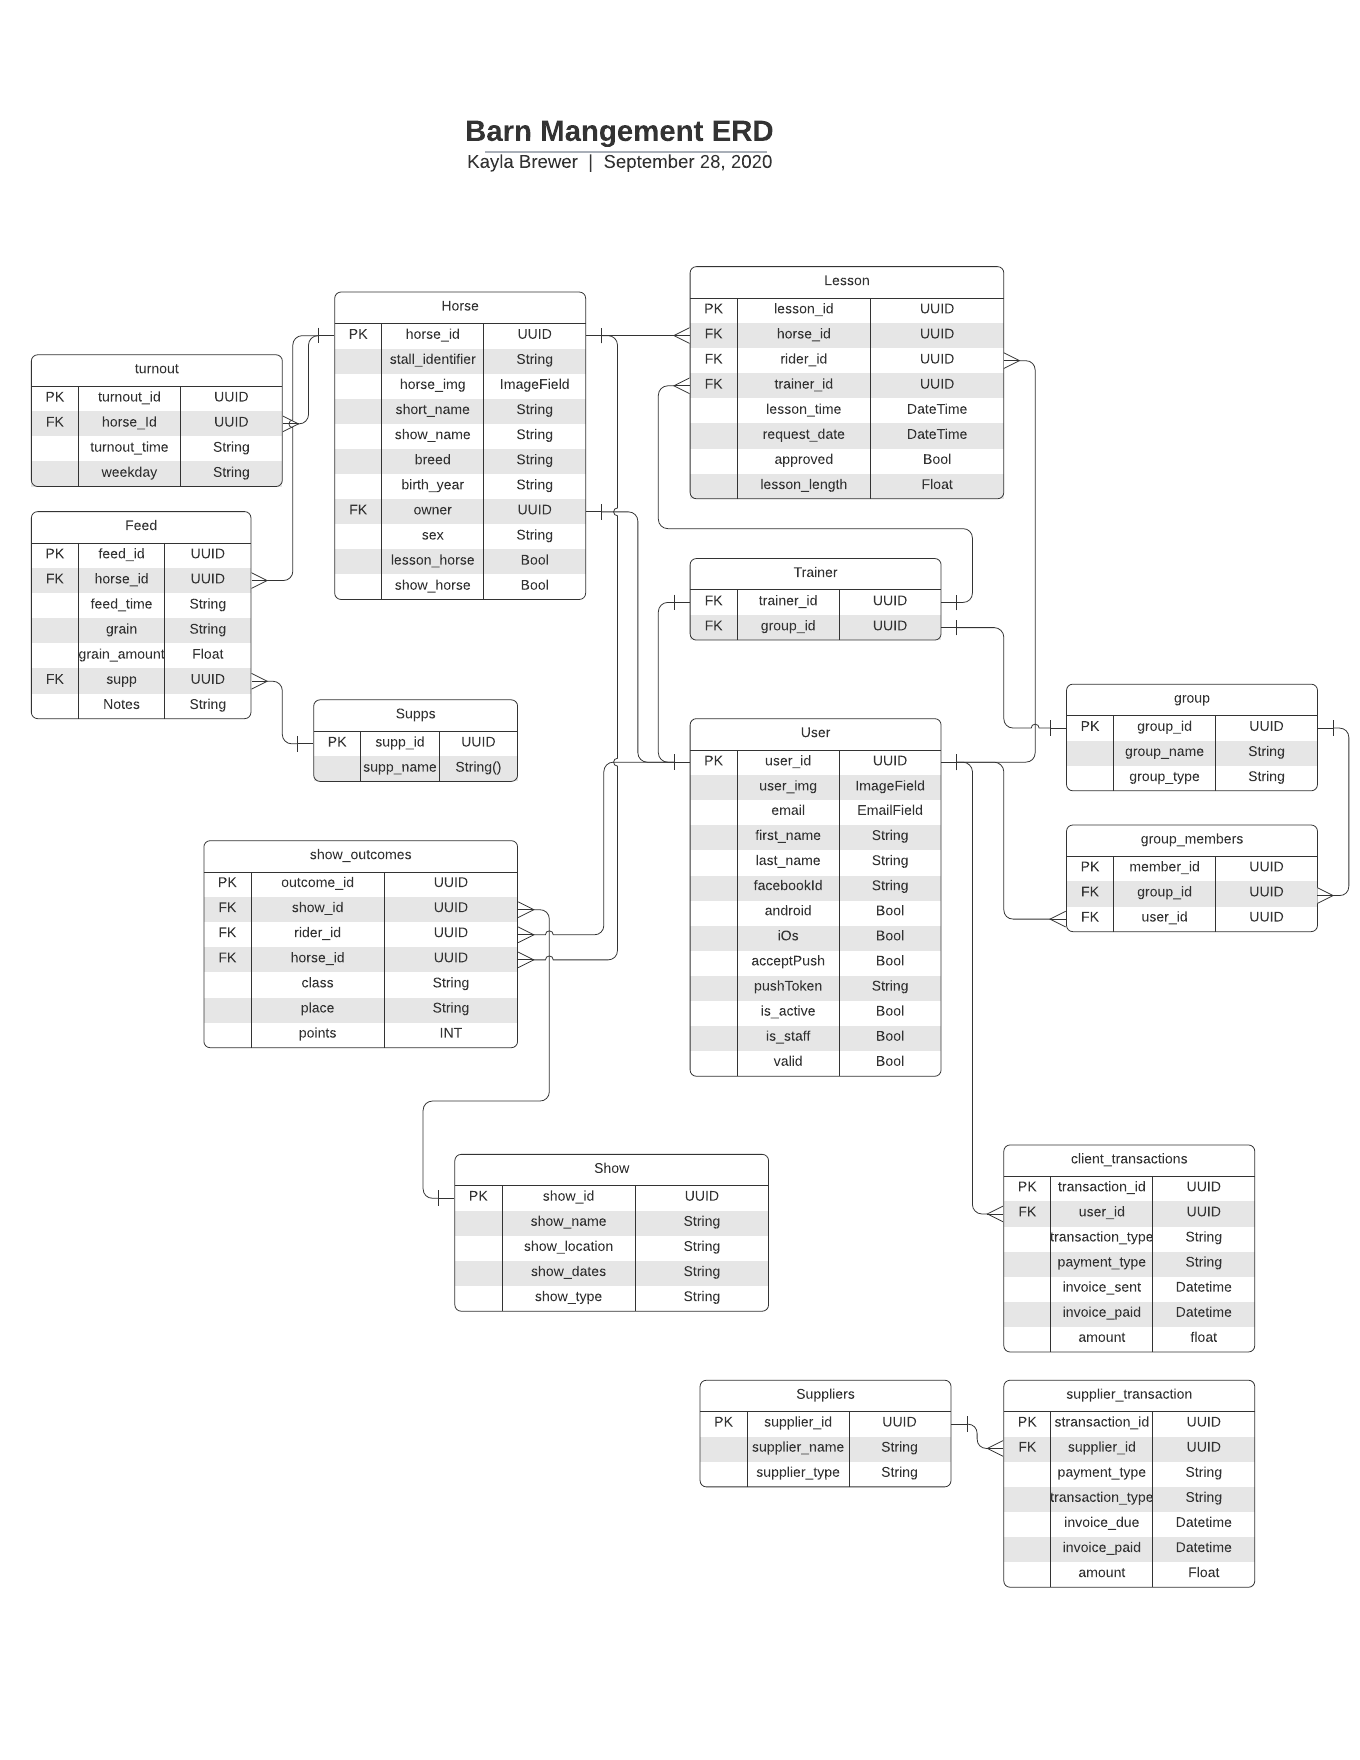 Barn Mangement ERD
Kayla Brewer | September 28, 2020
Horse
PK horse_id UUID
stall_identifier String
horse_img ImageField
short_name String
show_name String
breed String
birth_year String
FK owner UUID
sex String
lesson_horse Bool
show_horse Bool
Lesson
PK lesson_id UUID
FK horse_id UUID
FK rider_id UUID
FK trainer_id UUID
lesson_time DateTime
request_date DateTime
approved Bool
lesson_length Float
turnout
PK turnout_id UUID
FK horse_Id UUID
turnout_time String
weekday String
Feed
PK feed_id UUID
FK horse_id UUID
feed_time String
grain String
grain_amount Float
FK supp UUID
Notes String
Trainer
FK trainer_id UUID
FK group_id UUID
Supps
PK supp_id UUID
supp_name String()
User
PK user_id UUID
user_img ImageField
email EmailField
first_name String
last_name String
facebookId String
android Bool
iOs Bool
acceptPush Bool
pushToken String
is_active Bool
is_staff Bool
valid Bool
group
PK group_id UUID
group_name String
group_type String
group_members
PK member_id UUID
FK group_id UUID
FK user_id UUID
show_outcomes
PK outcome_id UUID
FK show_id UUID
FK rider_id UUID
FK horse_id UUID
class String
place String
points INT
Show
PK show_id UUID
show_name String
show_location String
show_dates String
show_type String
client_transactions
PK transaction_id UUID
FK user_id UUID
transaction_type String
payment_type String
invoice_sent Datetime
invoice_paid Datetime
amount float
Suppliers
PK supplier_id UUID
supplier_name String
supplier_type String
supplier_transaction
PK stransaction_id UUID
FK supplier_id UUID
payment_type String
transaction_type String
invoice_due Datetime
invoice_paid Datetime
amount Float